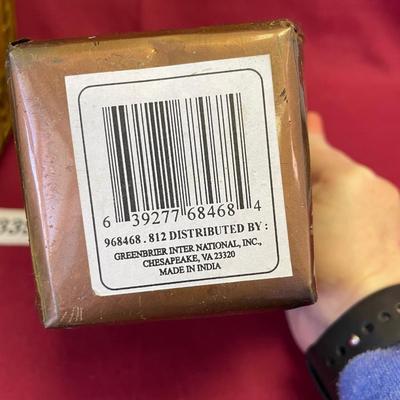 6 39277 68468 4
968468 . 812 DISTRIBUTED BY :
GREENBRIER INTER NATIONAL, INC.,
CHESAPEAKE, VA 23320
MADE IN INDIA